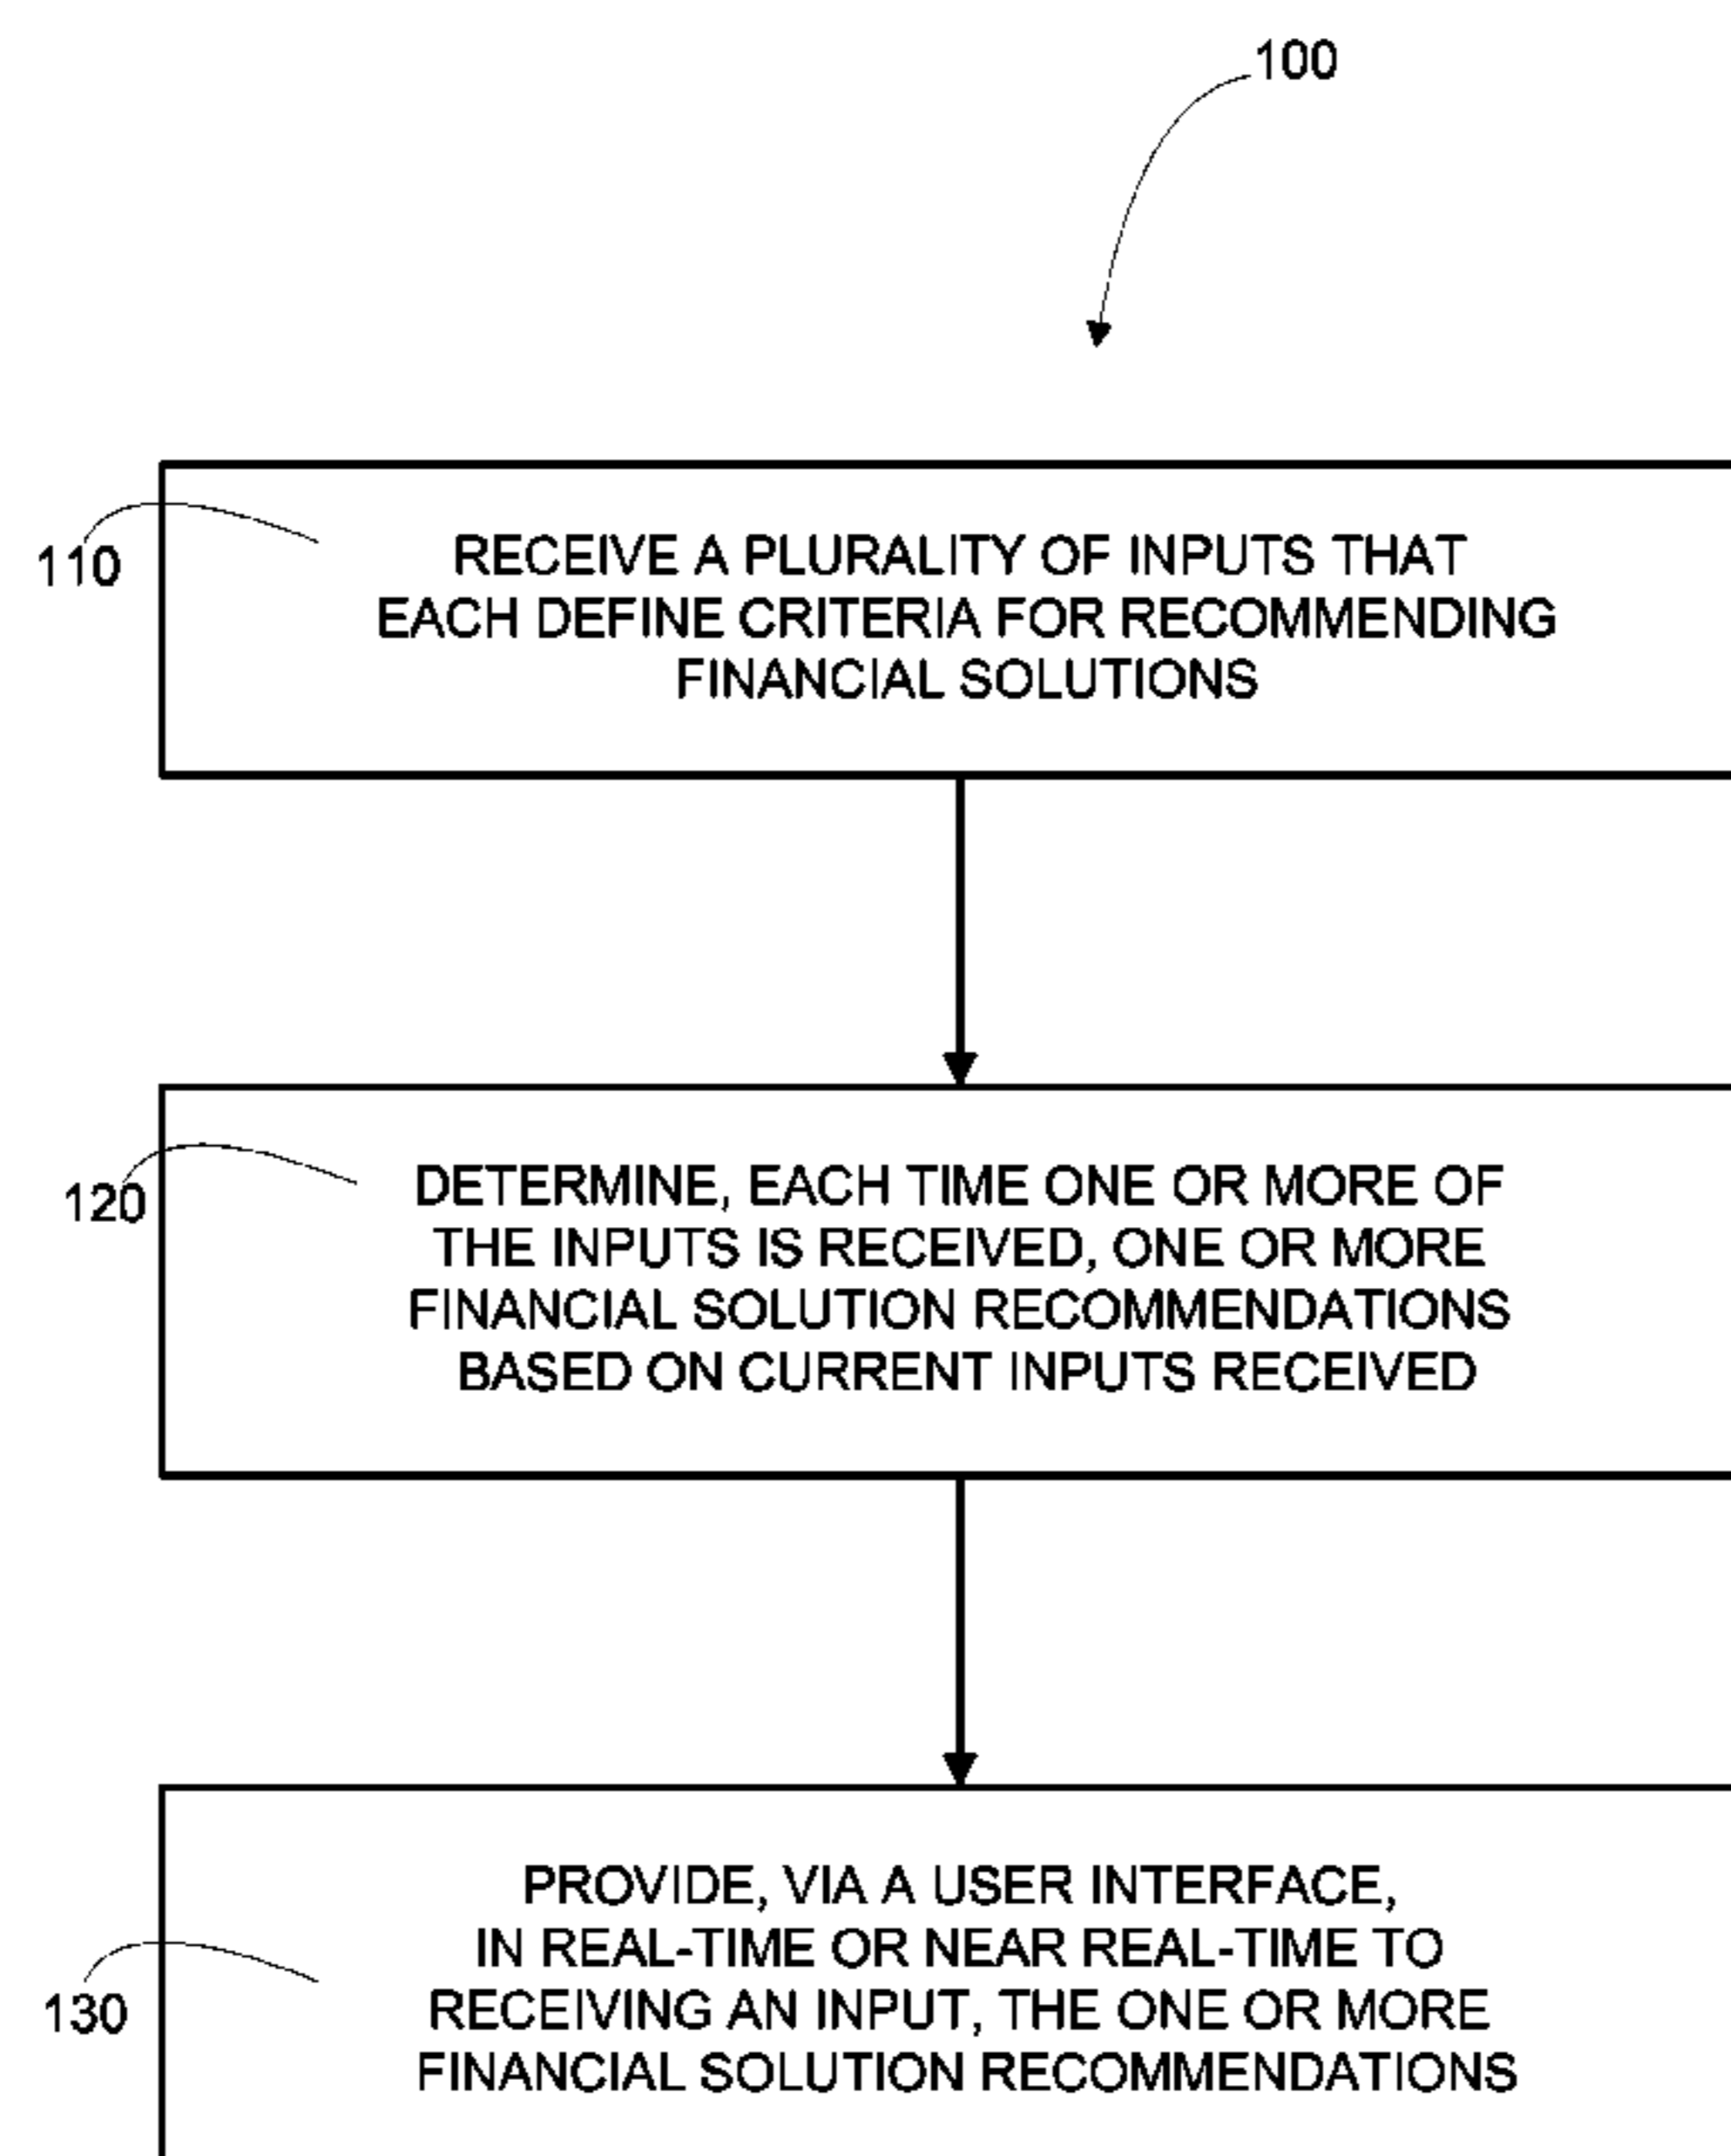 100
110
RECEIVE A PLURALITY OF INPUTS THAT
EACH DEFINE CRITERIA FOR RECOMMENDING
FINANCIAL SOLUTIONS
120
DETERMINE, EACH TIME ONE OR MORE OF
THE INPUTS IS RECEIVED, ONE OR MORE
FINANCIAL SOLUTION RECOMMENDATIONS
BASED ON CURRENT INPUTS RECEIVED
130
PROVIDE, VIA A USER INTERFACE,
IN REAL-TIME OR NEAR REAL-TIME TO
RECEIVING AN INPUT, THE ONE OR MORE
FINANCIAL SOLUTION RECOMMENDATIONS